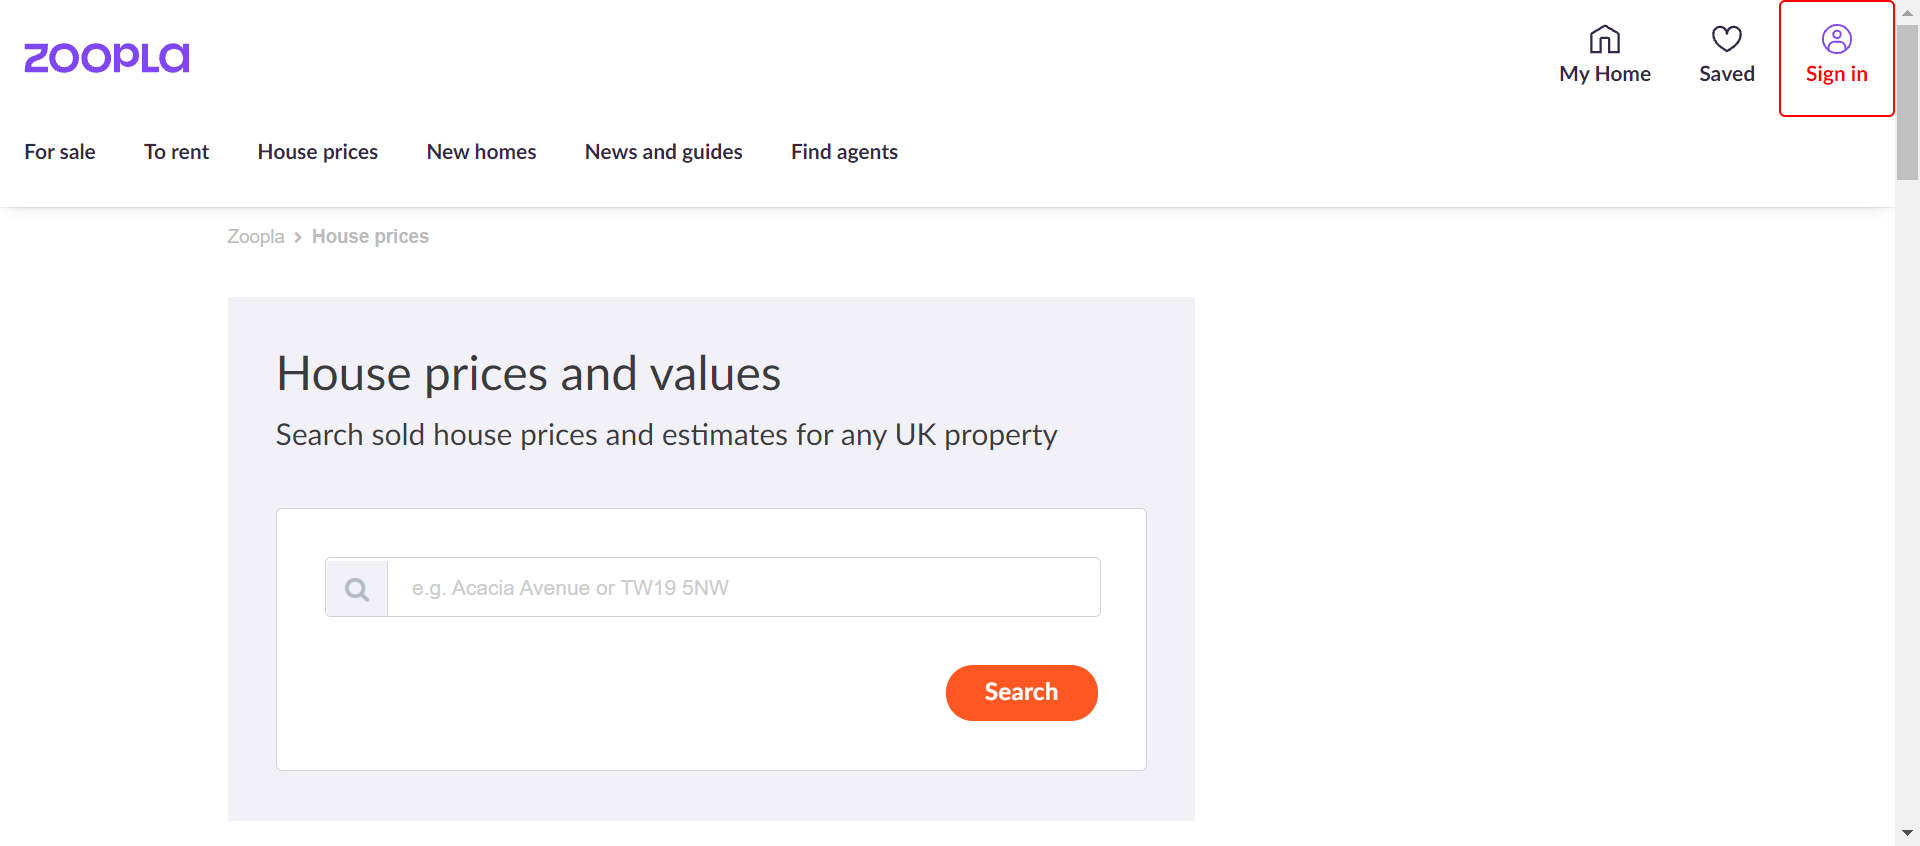 zoopla
My Home
Saved
Sign in
For sale
To rent
House prices
New homes
News and guides
Find agents
Zoopla > House prices
House prices and values
Search sold house prices and estimates for any UK property
e.g. Acacia Avenue or TW19 5NW
Search